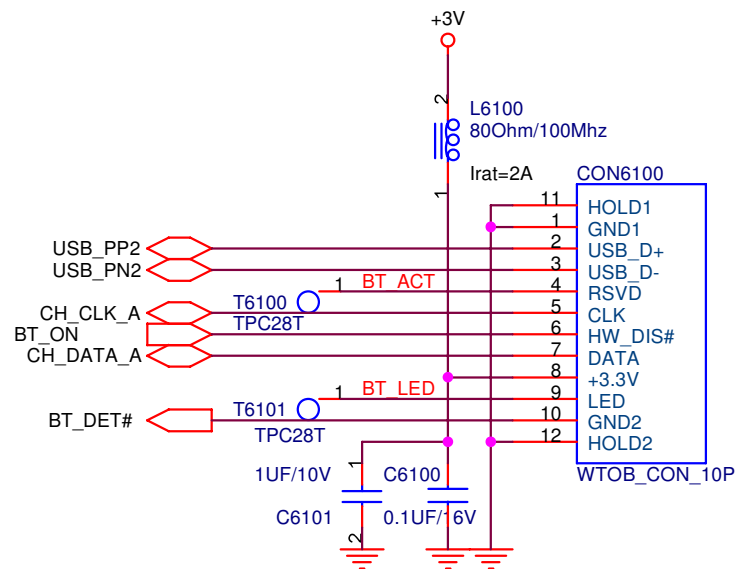 +3V
2
L6100
80Ohm/100Mhz
Irat=2A
1
CON6100
11 HOLD1
1 GND1
USB_PP2 2 USB_D+
USB_PN2 3 USB_D-
1 BT_ACT 4 RSVD
T6100
CH_CLK_A 5 CLK
TPC28T
BT_ON 6 HW_DIS#
CH_DATA_A 7 DATA
8 +3.3V
1 BT_LED 9 LED
T6101
BT_DET# 10 GND2
TPC28T
12 HOLD2
1UF/10V 1 C6100 WTOB_CON_10P
C6101 0.1UF/16V
2